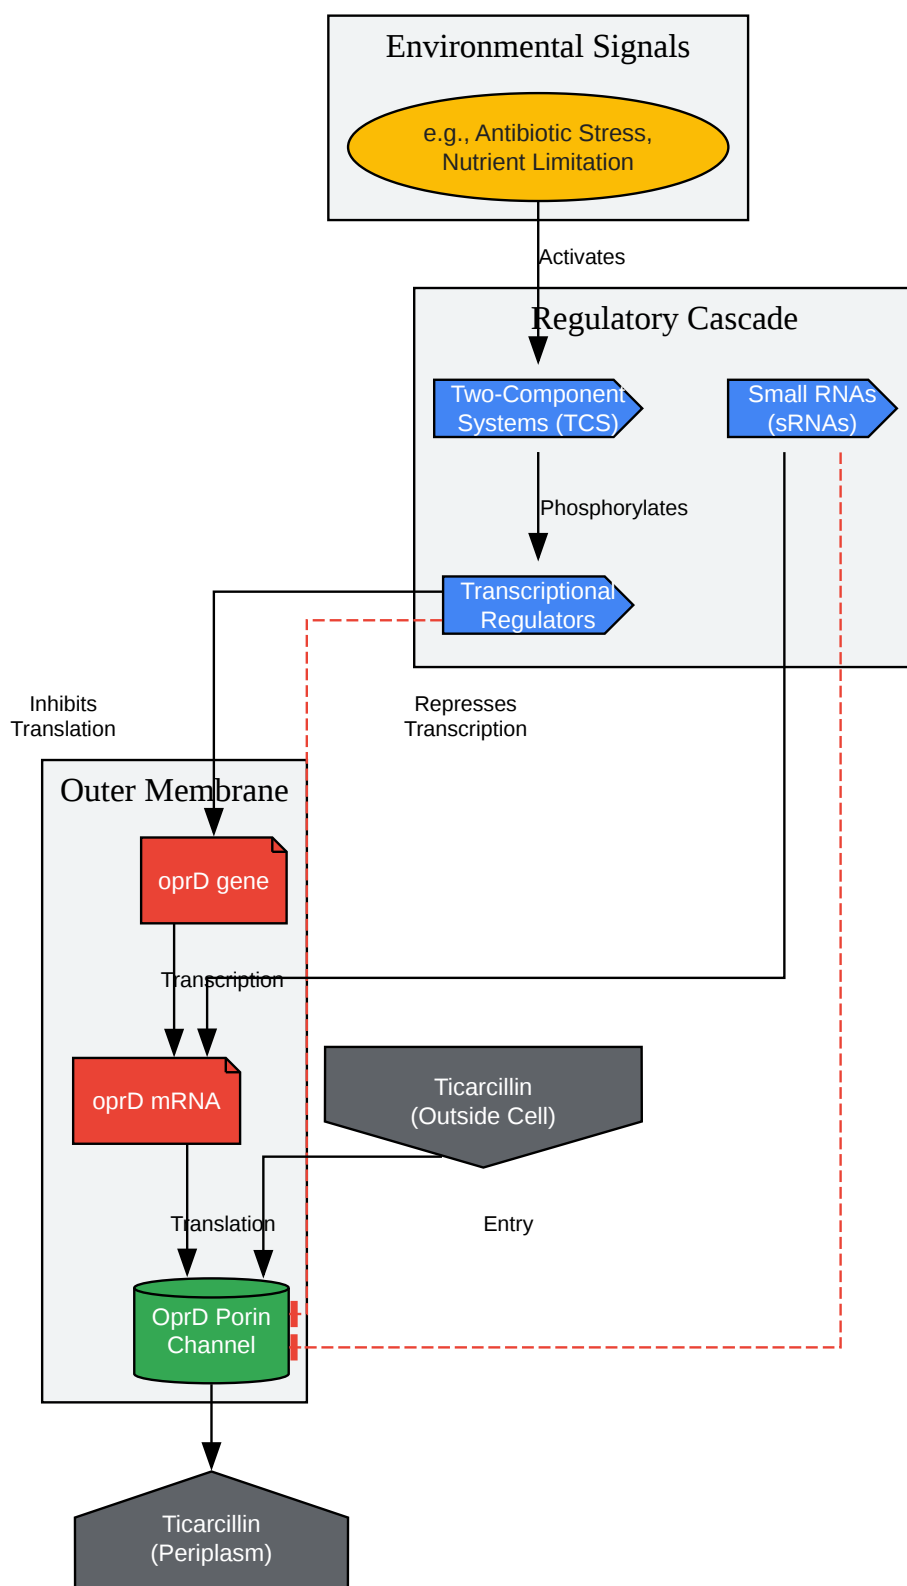 Environmental Signals
e.g., Antibiotic Stress,
Nutrient Limitation
Activates
Regulatory Cascade
Two-Component
Systems (TCS)
Small RNAs
(sRNAs)
Phosphorylates
Transcriptional
Regulators
Inhibits
Translation
Represses
Transcription
Outer Membrane
oprD gene
Transcription
oprD mRNA
Ticarcillin
(Outside Cell)
Translation
Entry
OprD Porin
Channel
Ticarcillin
(Periplasm)